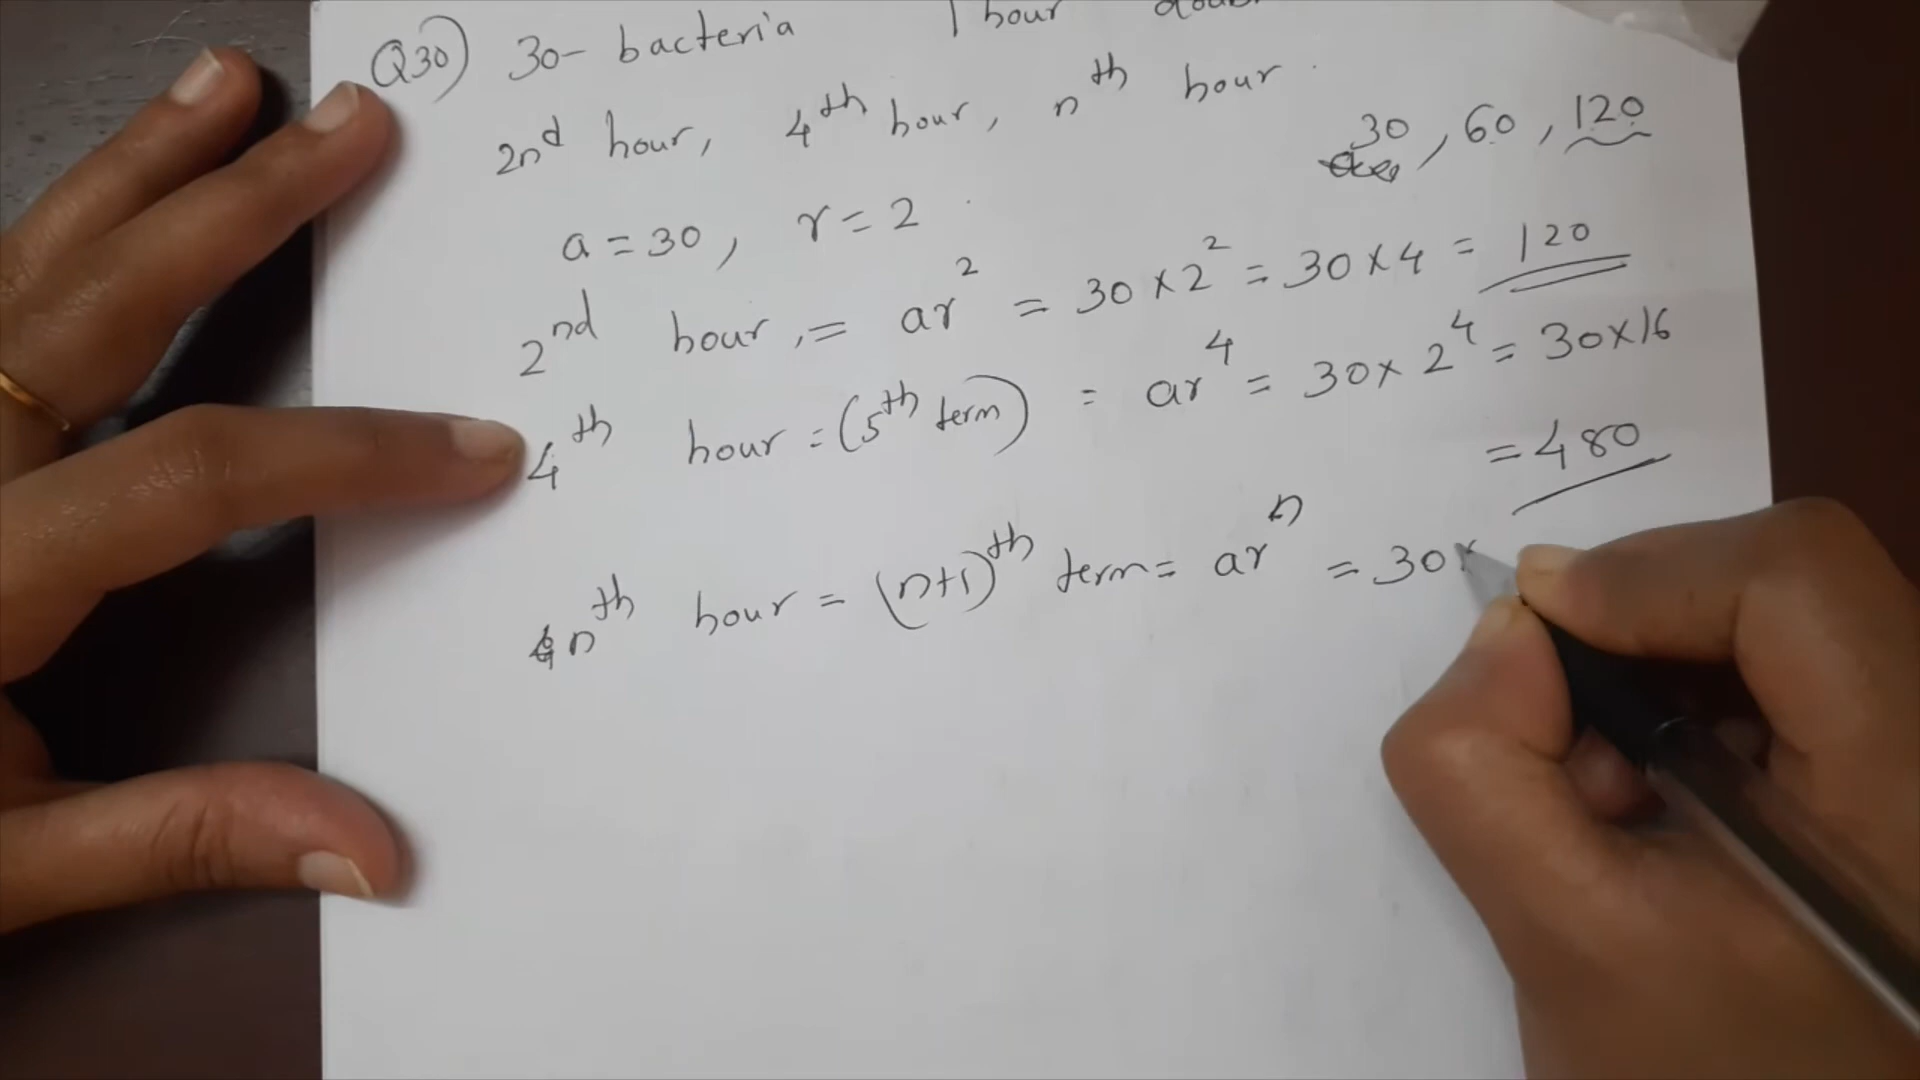 Q30) 30- bacteria 1 hour
2nd hour, 4th hour, nth hour.
30, 60, 120
a = 30, r = 2
2nd hour, = ar² = 30 × 2² = 30 × 4 = 120
4th hour = (5th term) = ar⁴ = 30 × 2⁴ = 30 × 16
= 480
nth hour = (n+1)th term = arⁿ = 30×